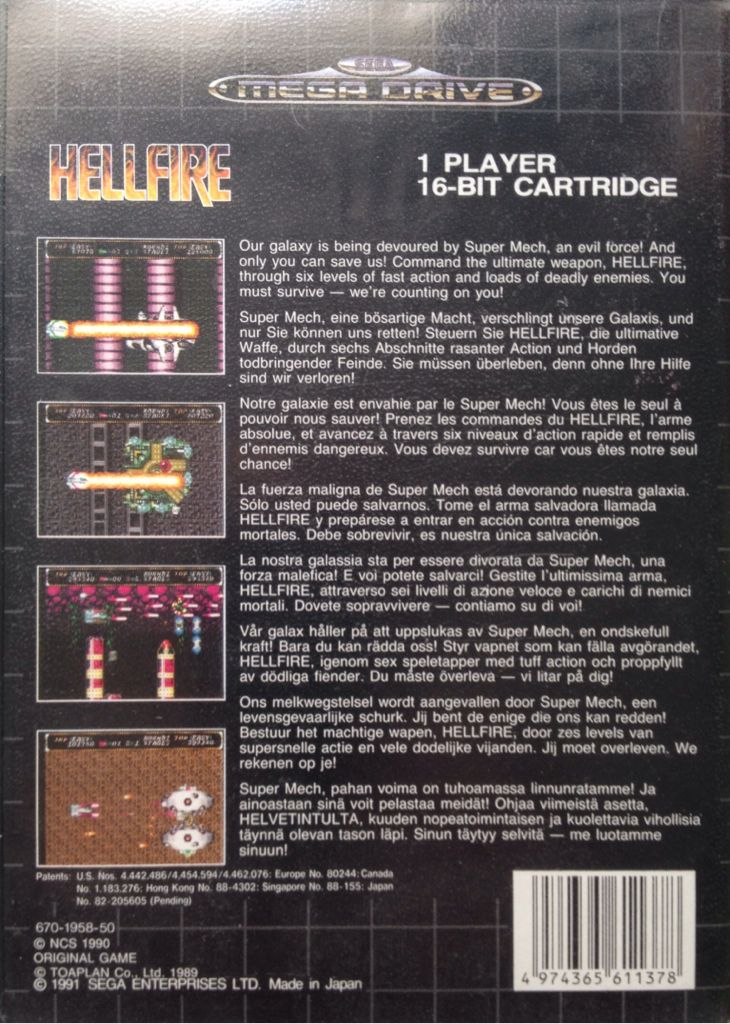 SEGA
MEGA DRIVE
HELLFIRE
1 PLAYER
16-BIT CARTRIDGE
Our galaxy is being devoured by Super Mech, an evil force! And
only you can save us! Command the ultimate weapon, HELLFIRE,
through six levels of fast action and loads of deadly enemies. You
must survive — we're counting on you!
Super Mech, eine bösartige Macht, verschlingt unsere Galaxis, und
nur Sie können uns retten! Steuern Sie HELLFIRE, die ultimative
Waffe, durch sechs Abschnitte rasanter Action und Horden
todbringender Feinde. Sie müssen überleben, denn ohne Ihre Hilfe
sind wir verloren!
Notre galaxie est envahie par le Super Mech! Vous êtes le seul à
pouvoir nous sauver! Prenez les commandes du HELLFIRE, l'arme
absolue, et avancez à travers six niveaux d'action rapide et remplis
d'ennemis dangereux. Vous devez survivre car vous êtes notre seul
chance!
La fuerza maligna de Super Mech está devorando nuestra galaxia.
Sólo usted puede salvarnos. Tome el arma salvadora llamada
HELLFIRE y prepárese a entrar en acción contra enemigos
mortales. Debe sobrevivir, es nuestra única salvación.
La nostra galassia sta per essere divorata da Super Mech, una
forza malefica! E voi potete salvarci! Gestite l'ultimissima arma,
HELLFIRE, attraverso sei livelli di azione veloce e carichi di nemici
mortali. Dovete sopravvivere — contiamo su di voi!
Vår galax håller på att uppslukas av Super Mech, en ondskefull
kraft! Bara du kan rädda oss! Styr vapnet som kan fälla avgörandet,
HELLFIRE, igenom sex speletapper med tuff action och proppfyllt
av dödliga fiender. Du måste överleva — vi litar på dig!
Ons melkwegstelsel wordt aangevallen door Super Mech, een
levensgevaarlijke schurk. Jij bent de enige die ons kan redden!
Bestuur het machtige wapen, HELLFIRE, door zes levels van
supersnelle actie en vele dodelijke vijanden. Jij moet overleven. We
rekenen op je!
Super Mech, pahan voima on tuhoamassa linnunratamme! Ja
ainoastaan sinä voit pelastaa meidät! Ohjaa viimeistä asetta,
HELVETINTULTA, kuuden nopeatoimintaisen ja kuolettavia vihollisia
täynnä olevan tason läpi. Sinun täytyy selvitä — me luotamme
sinuun!
Patents: U.S. Nos. 4.442.486/4.454.594/4.462.076: Europe No. 80244: Canada
No. 1.183.276: Hong Kong No. 88-4302: Singapore No. 88-155: Japan
No. 82-205605 (Pending)
670-1958-50
© NCS 1990
ORIGINAL GAME
© TOAPLAN Co., Ltd. 1989
© 1991 SEGA ENTERPRISES LTD. Made in Japan
4 974365 611378